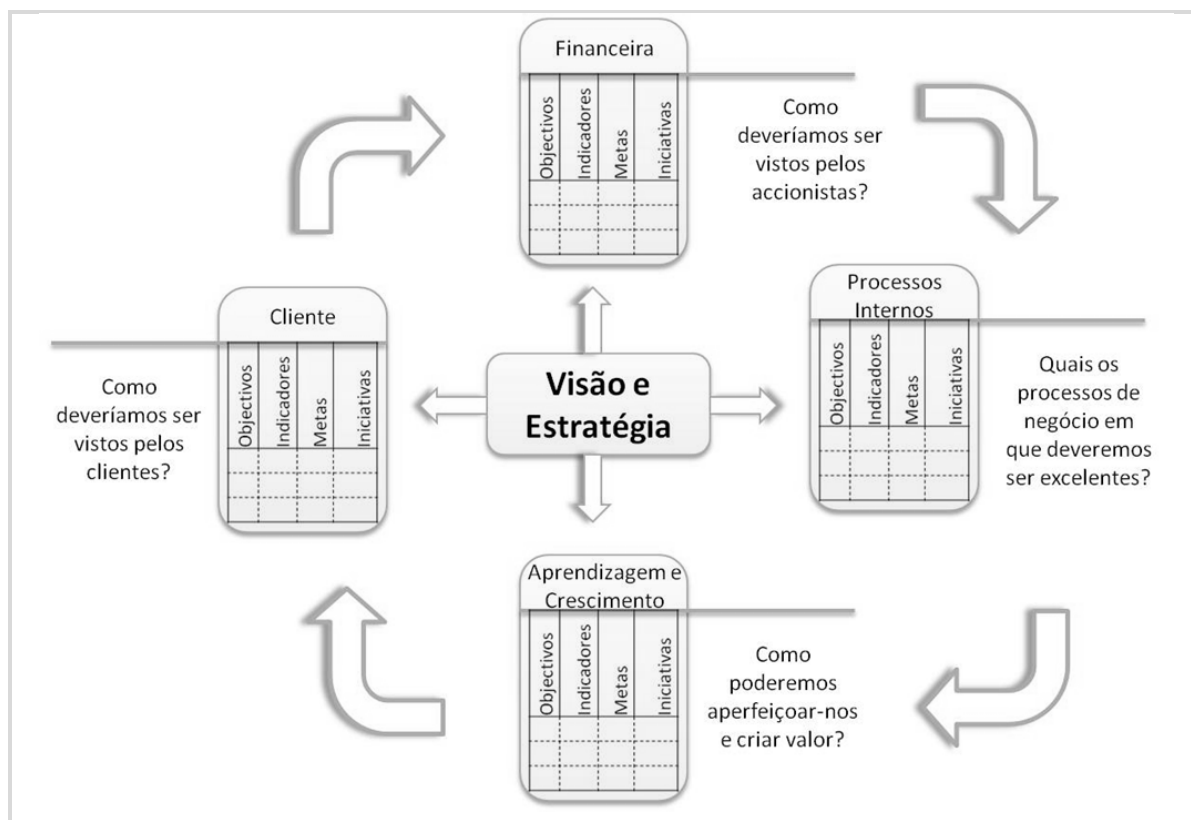 Financeira
Objectivos
Indicadores
Metas
Iniciativas
Como
deveríamos ser
vistos pelos
accionistas?
Cliente
Objectivos
Indicadores
Metas
Iniciativas
Como
deveríamos ser
vistos pelos
clientes?
Visão e
Estratégia
Processos
Internos
Objectivos
Indicadores
Metas
Iniciativas
Quais os
processos de
negócio em
que deveremos
ser excelentes?
Aprendizagem e
Crescimento
Objectivos
Indicadores
Metas
Iniciativas
Como
poderemos
aperfeiçoar-nos
e criar valor?